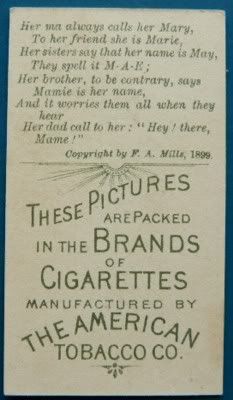 Her ma always calls her Mary,
To her friend she is Marie,
Her sisters say that her name is May,
They spell it M-A-E;
Her brother, to be contrary, says
Mamie is her name,
And it worries them all when they
hear
Her dad call to her: "Hey! there,
Mame!"
Copyright by F. A. Mills, 1899.
THESE PICTURES
ARE PACKED
IN THE BRANDS
OF
CIGARETTES
MANUFACTURED BY
THE AMERICAN
TOBACCO CO.